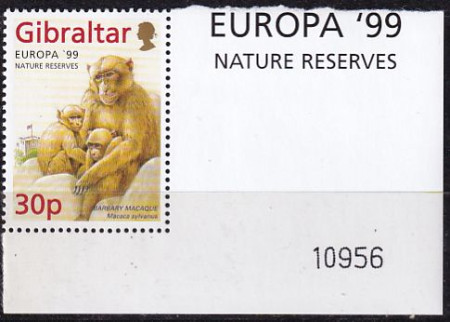 Gibraltar
EUROPA '99
NATURE RESERVES
BARBARY MACAQUE
Macaca sylvanus
30p
EUROPA '99
NATURE RESERVES
10956